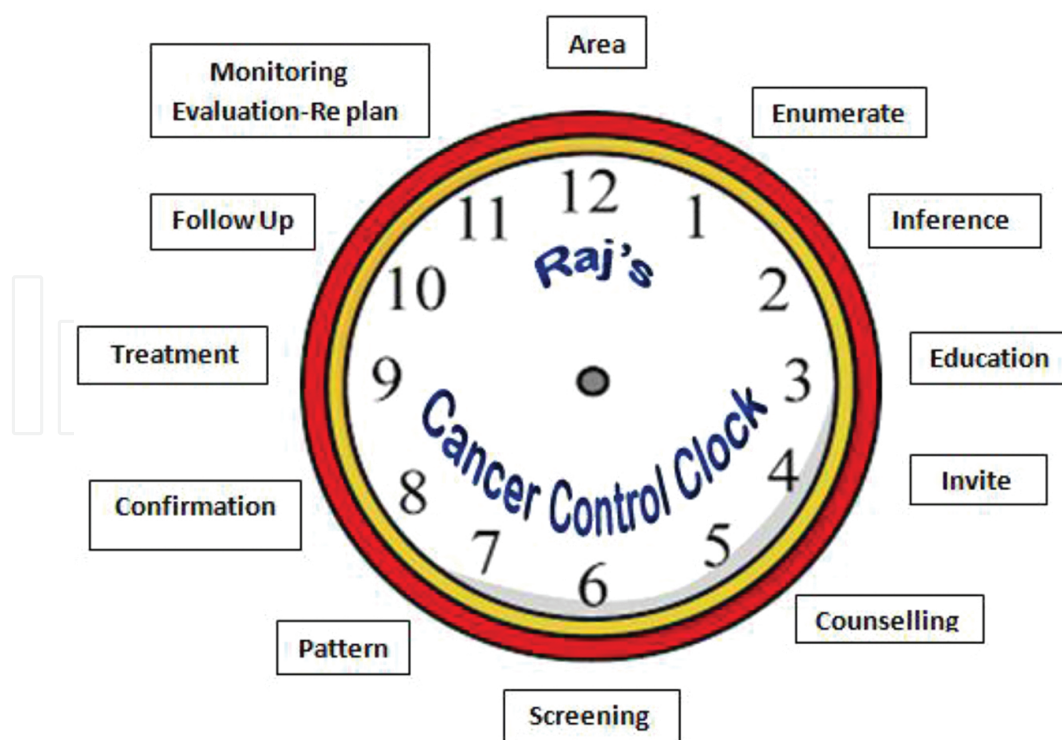 Area
Monitoring
Evaluation-Re plan
Enumerate
Follow Up
Inference
12
11
1
10
2
Raj's
Treatment
Education
9
3
Cancer Control Clock
Confirmation
Invite
8
4
7
5
6
Counselling
Pattern
Screening